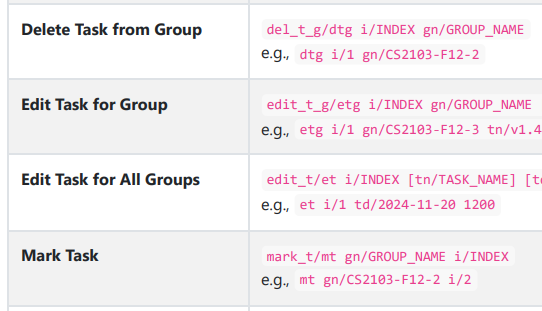 Delete Task from Group
del_t_g/dtg i/INDEX gn/GROUP_NAME
e.g., dtg i/1 gn/CS2103-F12-2
Edit Task for Group
edit_t_g/etg i/INDEX gn/GROUP_NAME
e.g., etg i/1 gn/CS2103-F12-3 tn/v1.4
Edit Task for All Groups
edit_t/et i/INDEX [tn/TASK_NAME] [t
e.g., et i/1 td/2024-11-20 1200
Mark Task
mark_t/mt gn/GROUP_NAME i/INDEX
e.g., mt gn/CS2103-F12-2 i/2